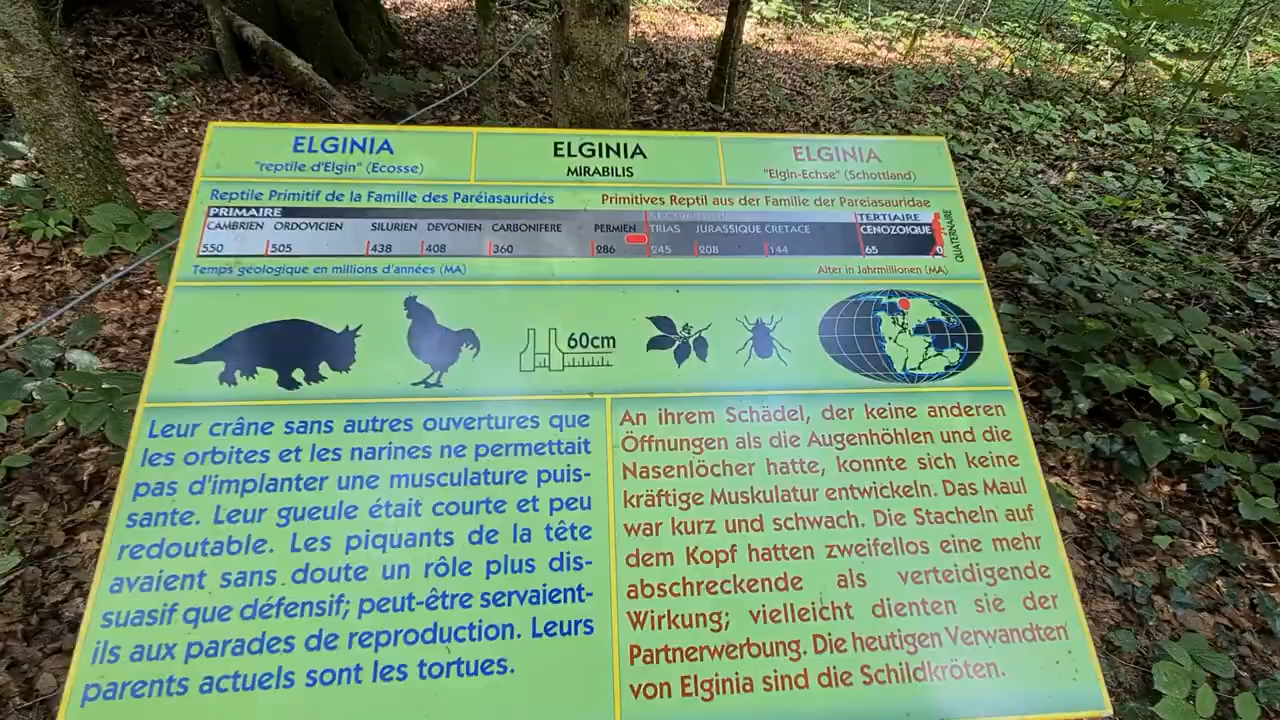 ELGINIA
"reptile d'Elgin" (Ecosse)
ELGINIA
MIRABILIS
ELGINIA
"Elgin-Echse" (Schottland)
Reptile Primitif de la Famille des Paréiasauridés
Primitives Reptil aus der Familie der Pareiasauridae
PRIMAIRE
SECONDAIRE
TERTIAIRE
CAMBRIEN ORDOVICIEN SILURIEN DEVONIEN CARBONIFERE PERMIEN TRIAS JURASSIQUE CRETACE CENOZOIQUE
QUATERNAIRE
550 505 438 408 360 286 245 208 144 65 0
Temps géologique en millions d'années (MA)
Alter in Jahrmillionen (MA)
60cm
Leur crâne sans autres ouvertures que
les orbites et les narines ne permettait
pas d'implanter une musculature puis-
sante. Leur gueule était courte et peu
redoutable. Les piquants de la tête
avaient sans doute un rôle plus dis-
suasif que défensif; peut-être servaient-
ils aux parades de reproduction. Leurs
parents actuels sont les tortues.
An ihrem Schädel, der keine anderen
Öffnungen als die Augenhöhlen und die
Nasenlöcher hatte, konnte sich keine
kräftige Muskulatur entwickeln. Das Maul
war kurz und schwach. Die Stacheln auf
dem Kopf hatten zweifellos eine mehr
abschreckende als verteidigende
Wirkung; vielleicht dienten sie der
Partnerwerbung. Die heutigen Verwandten
von Elginia sind die Schildkröten.